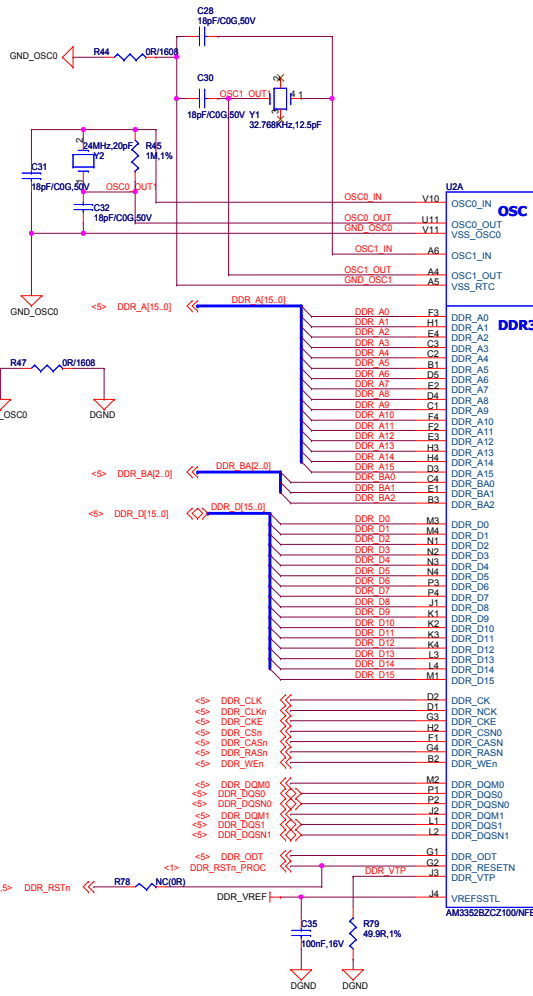 C28
18pF/C0G,50V
GND_OSC0
R44
0R/1608
C30
18pF/C0G,50V
OSC1_OUT1
2
4
1
3
Y1
32.768KHz,12.5pF
C31
18pF/C0G,50V
24MHz,20pF
2
Y2
1
R45
1M,1%
OSC0_OUT1
C32
18pF/C0G,50V
GND_OSC0
U2A
OSC
OSC0_IN V10 OSC0_IN
OSC0_OUT U11 OSC0_OUT
GND_OSC0 V11 VSS_OSC0
OSC1_IN A6 OSC1_IN
OSC1_OUT A4 OSC1_OUT
GND_OSC1 A5 VSS_RTC
R47
0R/1608
_OSC0
DGND
DDR3
<5> DDR_A[15..0]
DDR_A[15..0]
DDR_A0 F3 DDR_A0
DDR_A1 H1 DDR_A1
DDR_A2 E4 DDR_A2
DDR_A3 C3 DDR_A3
DDR_A4 C2 DDR_A4
DDR_A5 B1 DDR_A5
DDR_A6 D5 DDR_A6
DDR_A7 E2 DDR_A7
DDR_A8 D4 DDR_A8
DDR_A9 C1 DDR_A9
DDR_A10 F4 DDR_A10
DDR_A11 F2 DDR_A11
DDR_A12 E3 DDR_A12
DDR_A13 H3 DDR_A13
DDR_A14 H4 DDR_A14
DDR_A15 D3 DDR_A15
<5> DDR_BA[2..0]
DDR_BA[2..0]
DDR_BA0 C4 DDR_BA0
DDR_BA1 E1 DDR_BA1
DDR_BA2 B3 DDR_BA2
<5> DDR_D[15..0]
DDR_D[15..0]
DDR_D0 M3 DDR_D0
DDR_D1 M4 DDR_D1
DDR_D2 N1 DDR_D2
DDR_D3 N2 DDR_D3
DDR_D4 N3 DDR_D4
DDR_D5 N4 DDR_D5
DDR_D6 P3 DDR_D6
DDR_D7 P4 DDR_D7
DDR_D8 J1 DDR_D8
DDR_D9 K1 DDR_D9
DDR_D10 K2 DDR_D10
DDR_D11 K3 DDR_D11
DDR_D12 K4 DDR_D12
DDR_D13 L3 DDR_D13
DDR_D14 L4 DDR_D14
DDR_D15 M1 DDR_D15
<5> DDR_CLK D2 DDR_CK
<5> DDR_CLKn D1 DDR_NCK
<5> DDR_CKE G3 DDR_CKE
<5> DDR_CSn H2 DDR_CSN0
<5> DDR_CASn F1 DDR_CASN
<5> DDR_RASn G4 DDR_RASN
<5> DDR_WEn B2 DDR_WEn
<5> DDR_DQM0 M2 DDR_DQM0
<5> DDR_DQS0 P1 DDR_DQS0
<5> DDR_DQSN0 P2 DDR_DQSN0
<5> DDR_DQM1 J2 DDR_DQM1
<5> DDR_DQS1 L1 DDR_DQS1
<5> DDR_DQSN1 L2 DDR_DQSN1
<5> DDR_ODT G1 DDR_ODT
<1> DDR_RSTn_PROC G2 DDR_RESETN
DDR_VTP J3 DDR_VTP
,5> DDR_RSTn
R78
NC(0R)
DDR_VREF J4 VREFSSTL
AM3352BZCZ100/NFB
C35
100nF,16V
R79
49.9R,1%
DGND
DGND